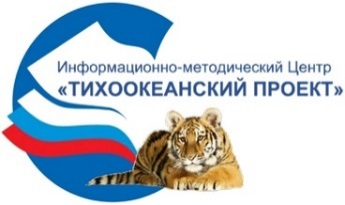 Информационно-методический Центр
«ТИХООКЕАНСКИЙ ПРОЕКТ»